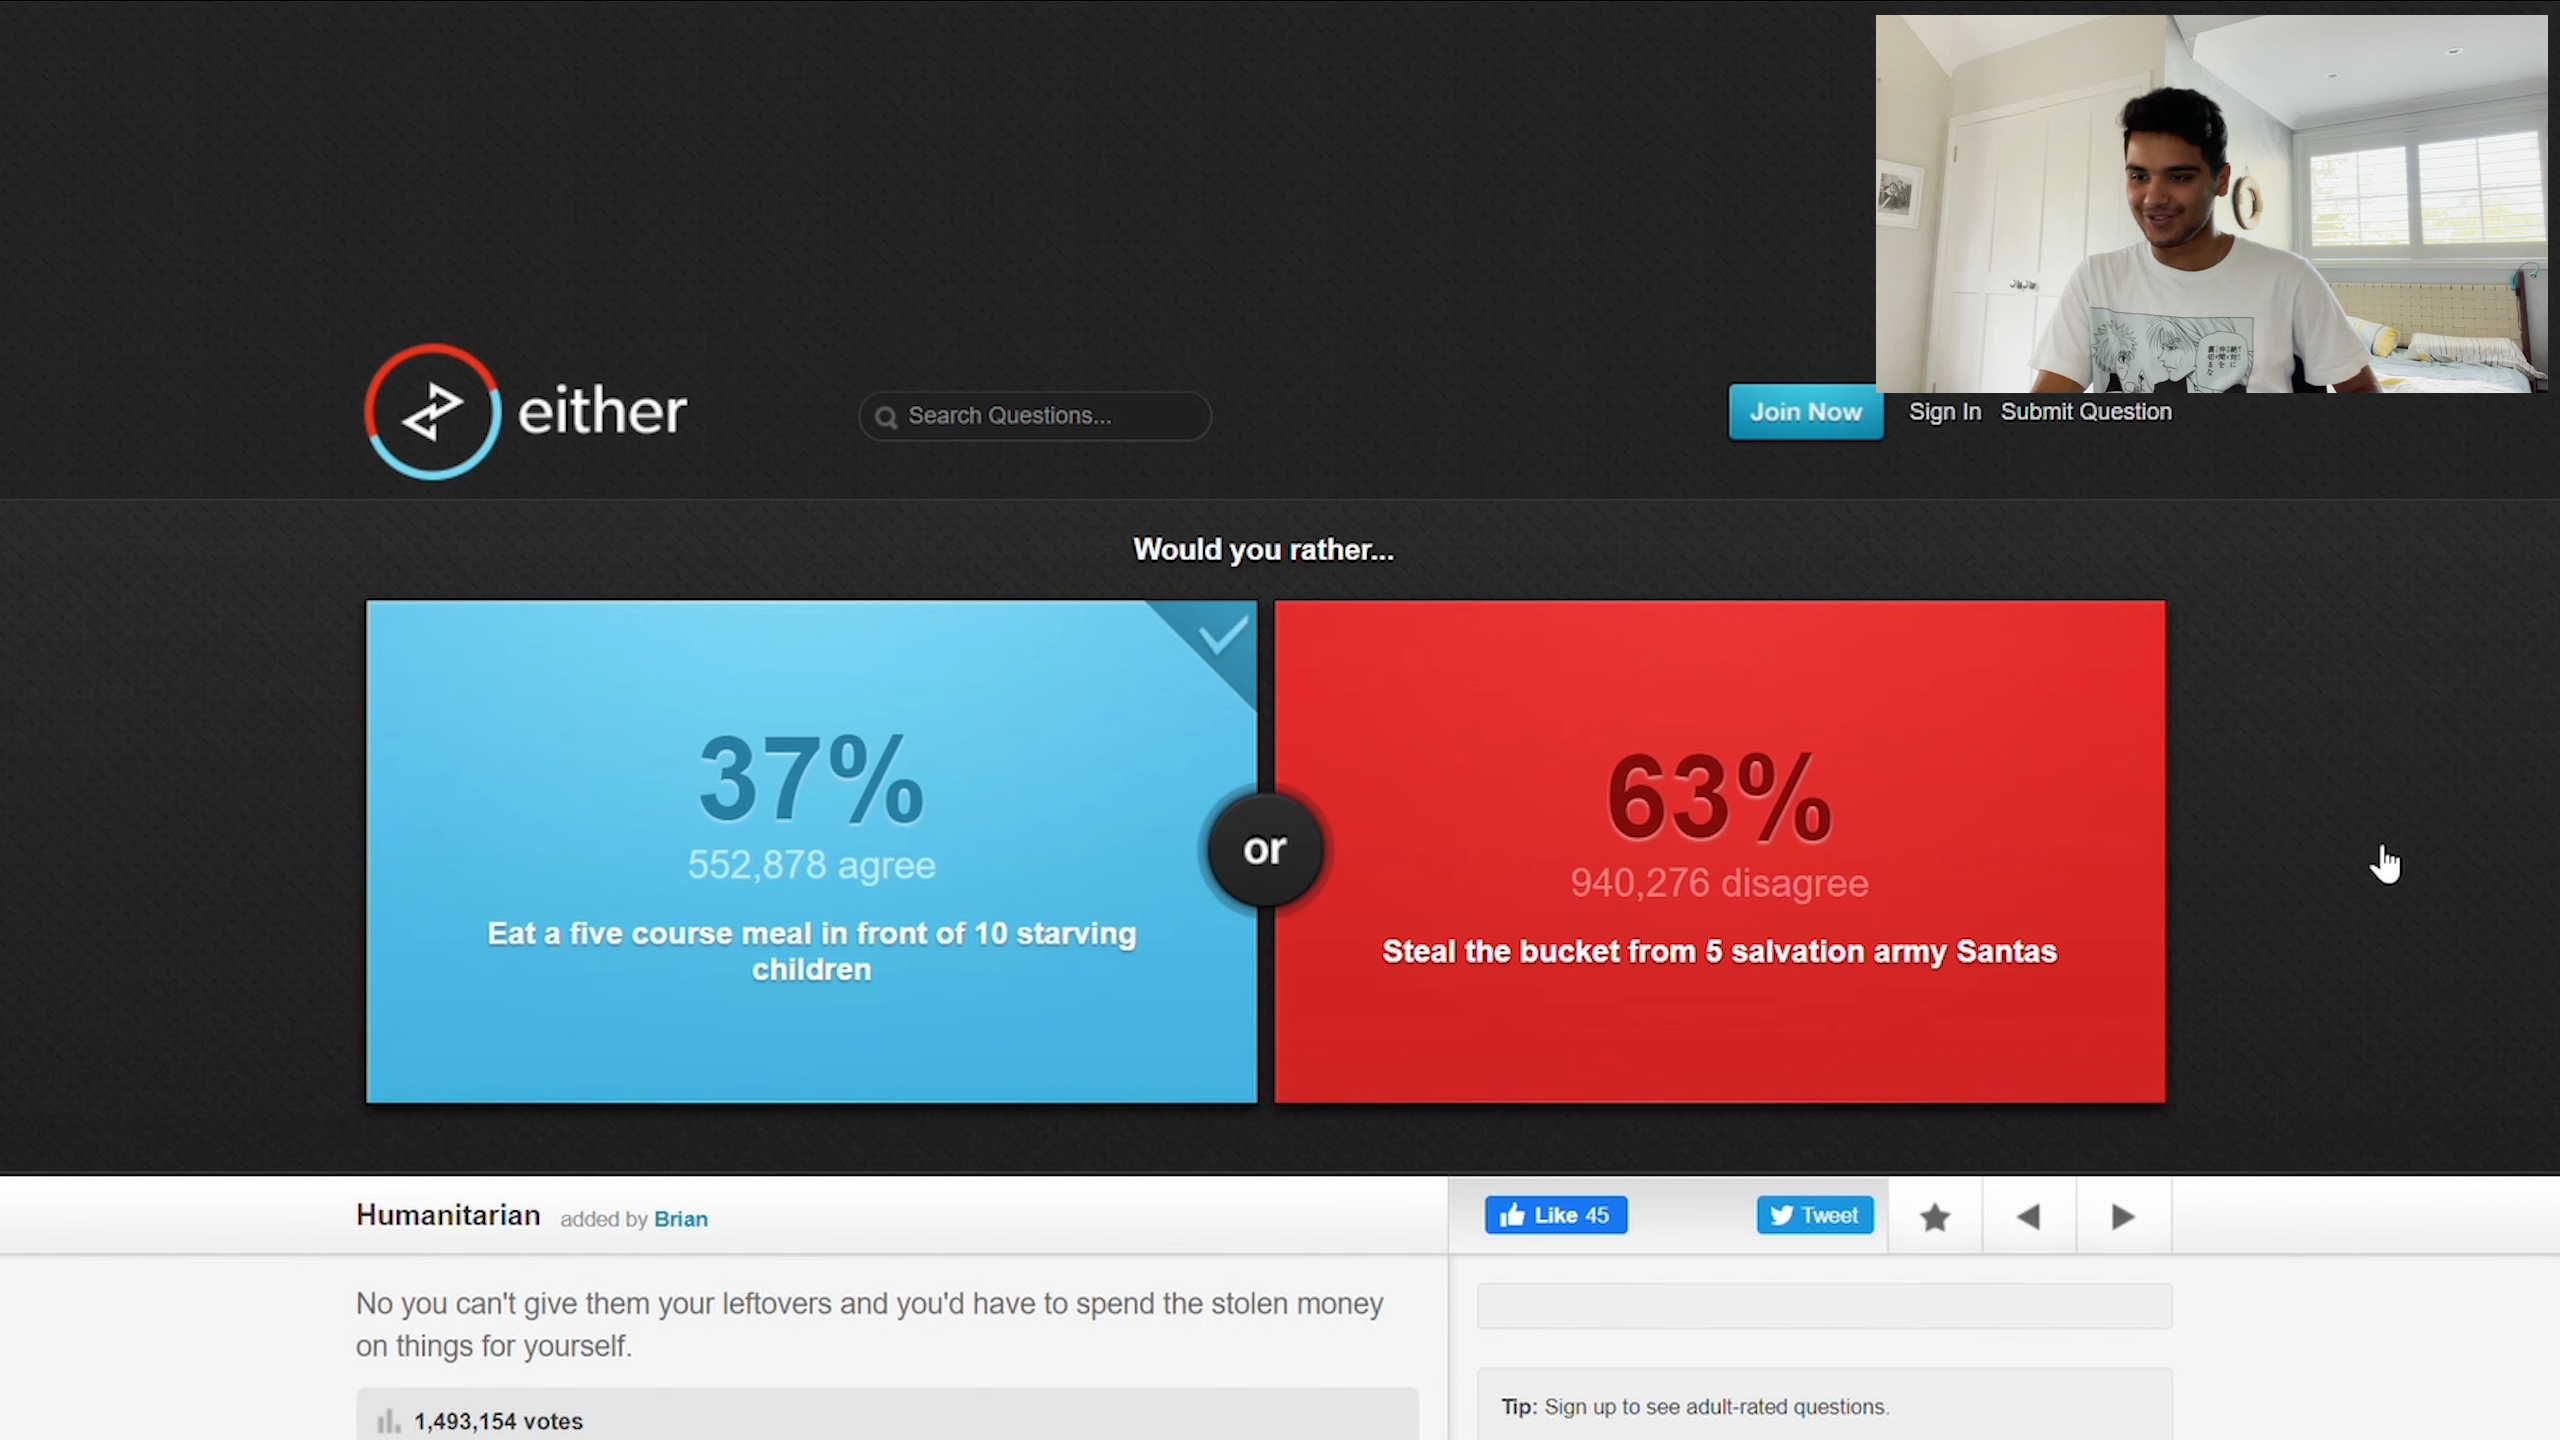 either
Search Questions...
Join Now
Sign In
Submit Question
Would you rather...
37%
552,878 agree
Eat a five course meal in front of 10 starving
children
or
63%
940,276 disagree
Steal the bucket from 5 salvation army Santas
Humanitarian added by Brian
Like 45
Tweet
No you can't give them your leftovers and you'd have to spend the stolen money
on things for yourself.
1,493,154 votes
Tip: Sign up to see adult-rated questions.